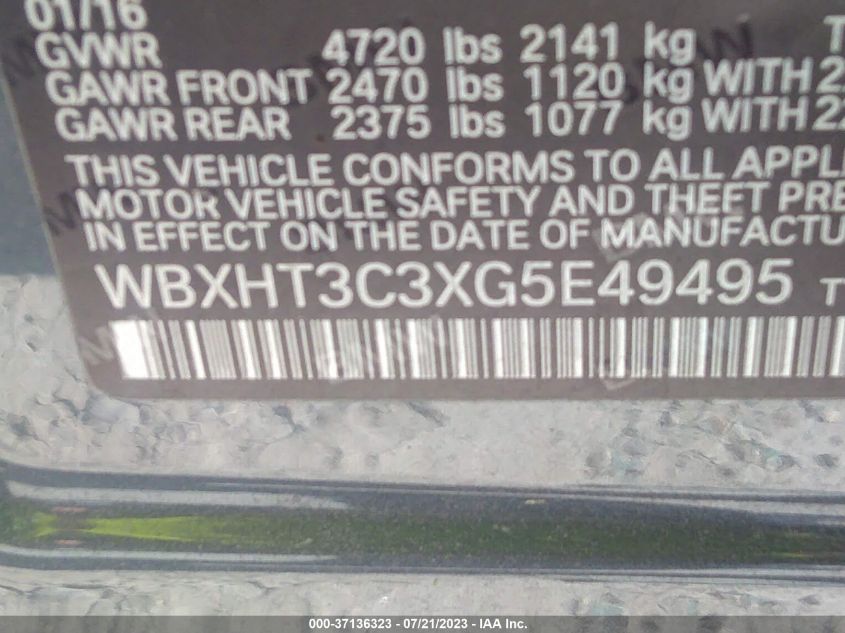 01/16
GVWR 4720 lbs 2141 kg
GAWR FRONT 2470 lbs 1120 kg WITH
GAWR REAR 2375 lbs 1077 kg WITH 22
THIS VEHICLE CONFORMS TO ALL APPLI
MOTOR VEHICLE SAFETY AND THEFT PRE
IN EFFECT ON THE DATE OF MANUFACTU
WBXHT3C3XG5E49495 T
000-37136323 / 07/21/2023 - IAA Inc.